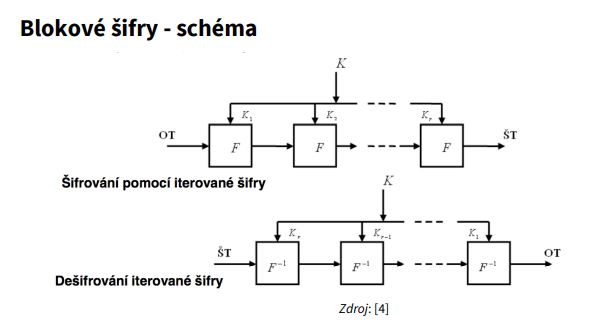 Blokové šifry - schéma
K
K₁ K₂ Kᵣ
OT F F F ŠT
Šifrování pomocí iterované šifry
K
Kᵣ Kᵣ₋₁ K₁
ŠT F⁻¹ F⁻¹ F⁻¹ OT
Dešifrování iterované šifry
Zdroj: [4]